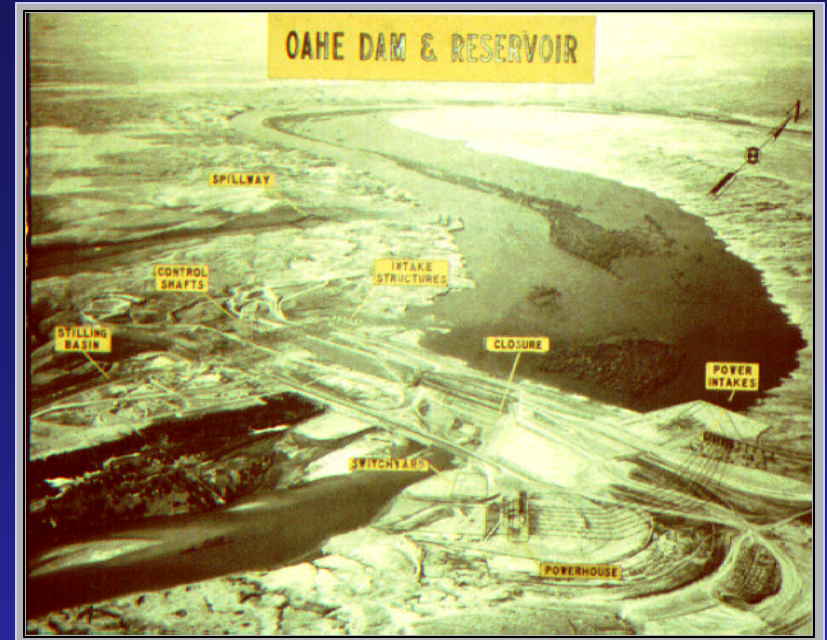 OAHE DAM & RESERVOIR
N
SPILLWAY
CONTROL
SHAFTS
INTAKE
STRUCTURES
STILLING
BASIN
CLOSURE
POWER
INTAKES
SWITCHYARD
POWERHOUSE